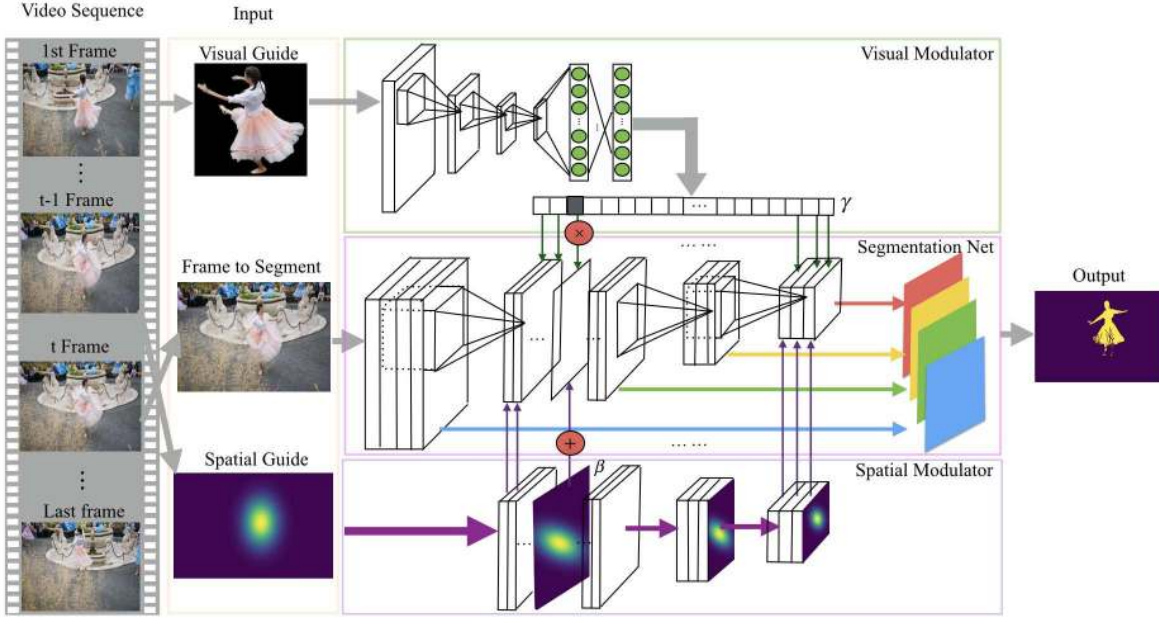 Video Sequence
Input
1st Frame
Visual Guide
Visual Modulator
...
t-1 Frame
γ
...
×
Frame to Segment
... ...
Segmentation Net
Output
t Frame
+
... ...
Spatial Guide
β
Spatial Modulator
...
Last frame
... ...